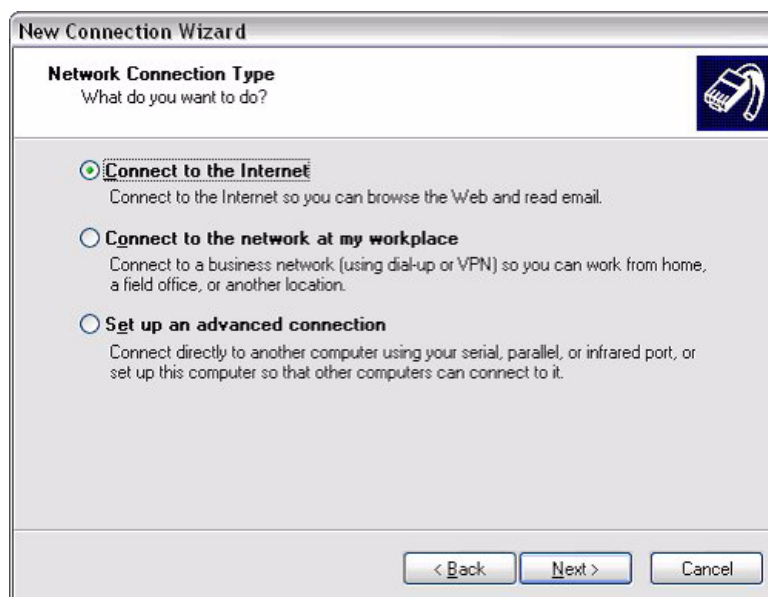 New Connection Wizard
Network Connection Type
What do you want to do?
Connect to the Internet
Connect to the Internet so you can browse the Web and read email.
Connect to the network at my workplace
Connect to a business network (using dial-up or VPN) so you can work from home,
a field office, or another location.
Set up an advanced connection
Connect directly to another computer using your serial, parallel, or infrared port, or
set up this computer so that other computers can connect to it.
< Back
Next >
Cancel